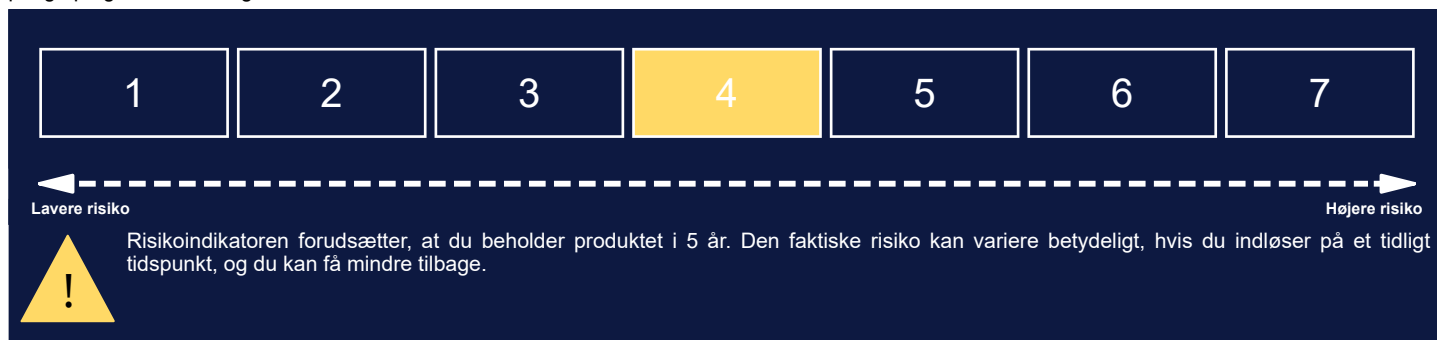 1 2 3 4 5 6 7
Lavere risiko Højere risiko
Risikoindikatoren forudsætter, at du beholder produktet i 5 år. Den faktiske risiko kan variere betydeligt, hvis du indløser på et tidligt
tidspunkt, og du kan få mindre tilbage.
!